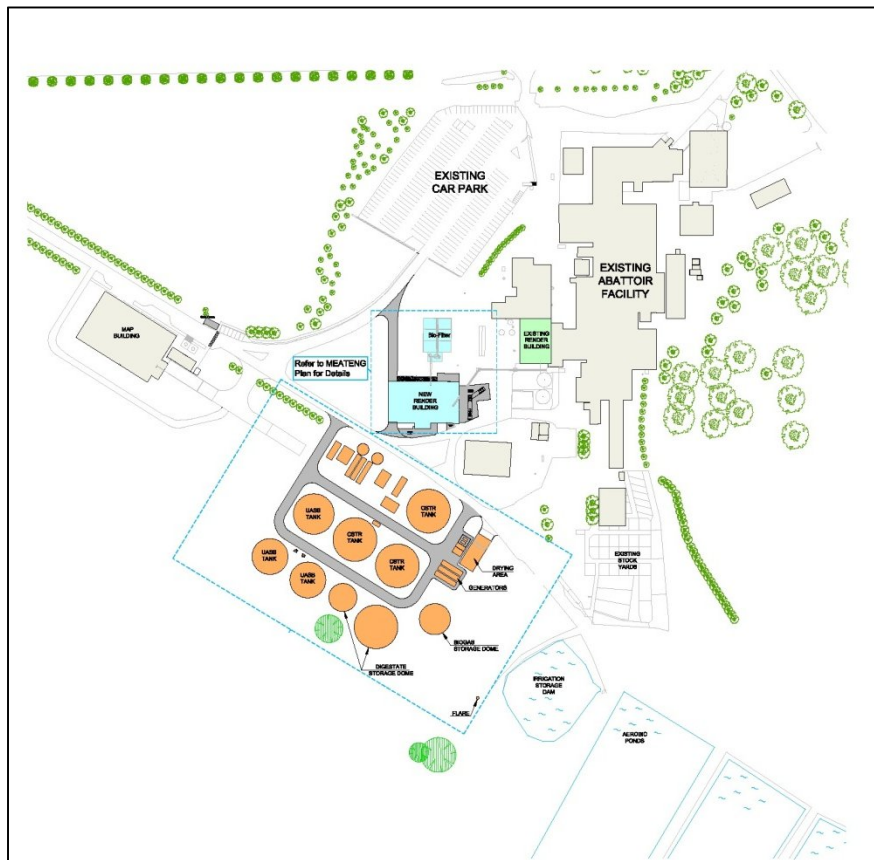 EXISTING
CAR PARK
EXISTING
ABATTOIR
FACILITY
MAP
BUILDING
Bio-Filter
EXISTING
RENDER
BUILDING
Refer to MEATENG
Plan for Details
NEW
RENDER
BUILDING
UASB
TANK
CSTR
TANK
CSTR
TANK
CSTR
TANK
UASB
TANK
UASB
TANK
DRYING
AREA
GENERATORS
EXISTING
STOCK
YARDS
BIOGAS
STORAGE DOME
DIGESTATE
STORAGE DOME
FLARE
IRRIGATION
STORAGE
DAM
AEROBIC
PONDS